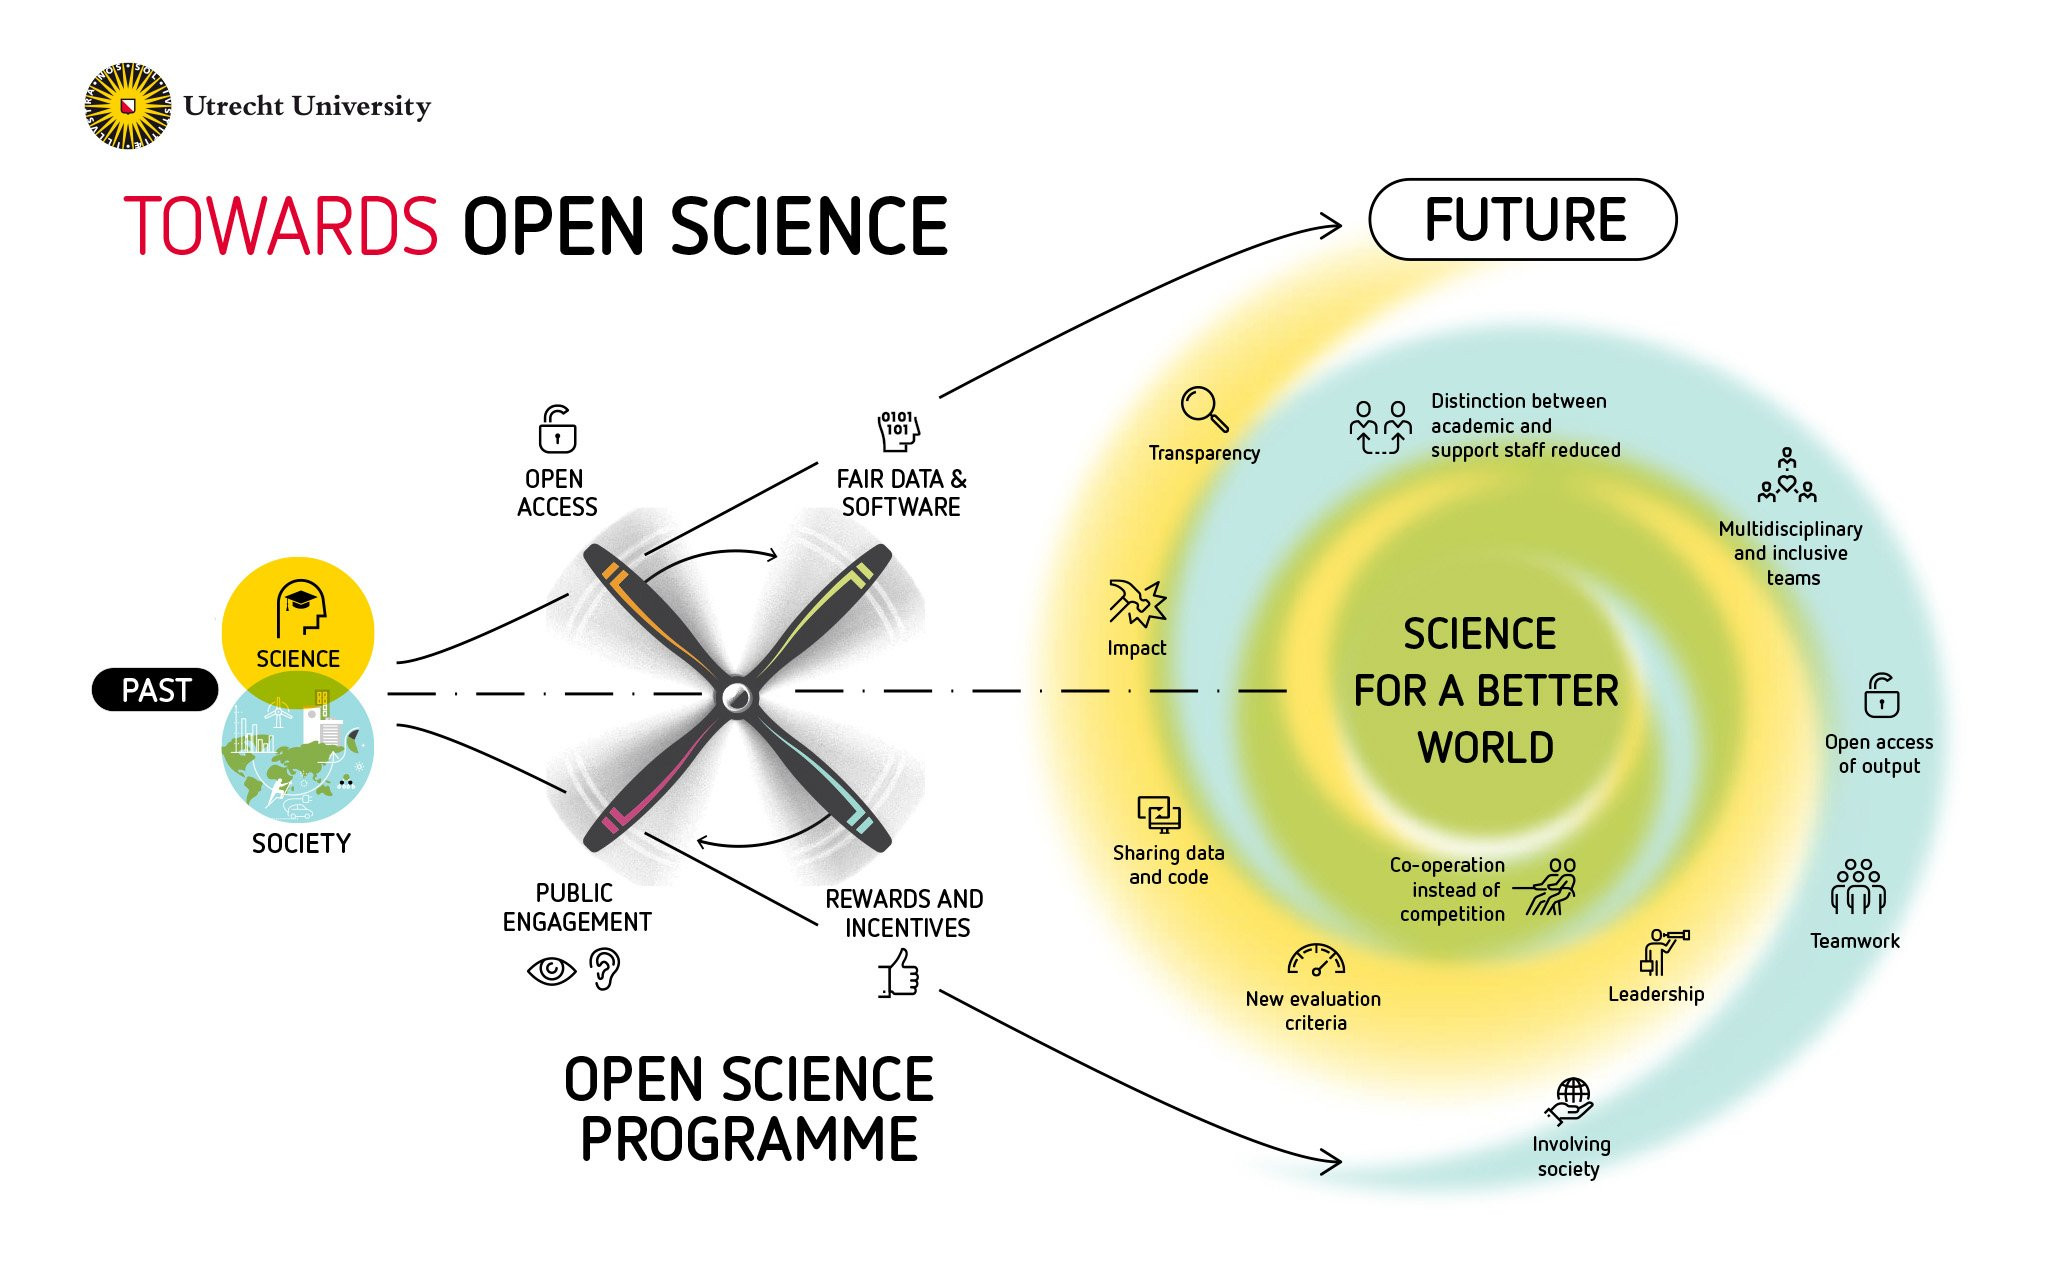 Utrecht University
TOWARDS OPEN SCIENCE
FUTURE
PAST
SCIENCE
SOCIETY
OPEN
ACCESS
0101
101
FAIR DATA &
SOFTWARE
PUBLIC
ENGAGEMENT
REWARDS AND
INCENTIVES
OPEN SCIENCE
PROGRAMME
Transparency
Distinction between
academic and
support staff reduced
Multidisciplinary
and inclusive
teams
Impact
SCIENCE
FOR A BETTER
WORLD
Open access
of output
Sharing data
and code
Co-operation
instead of
competition
Teamwork
New evaluation
criteria
Leadership
Involving
society